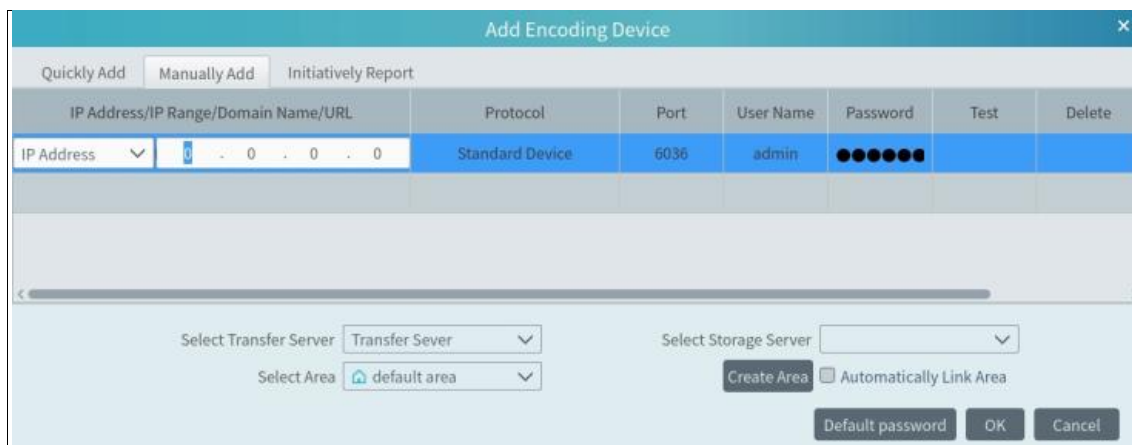 Add Encoding Device ×
Quickly Add Manually Add Initiatively Report
IP Address/IP Range/Domain Name/URL Protocol Port User Name Password Test Delete
IP Address 0 . 0 . 0 . 0 Standard Device 6036 admin ●●●●●●
Select Transfer Server Transfer Sever Select Storage Server
Select Area default area Create Area Automatically Link Area
Default password OK Cancel